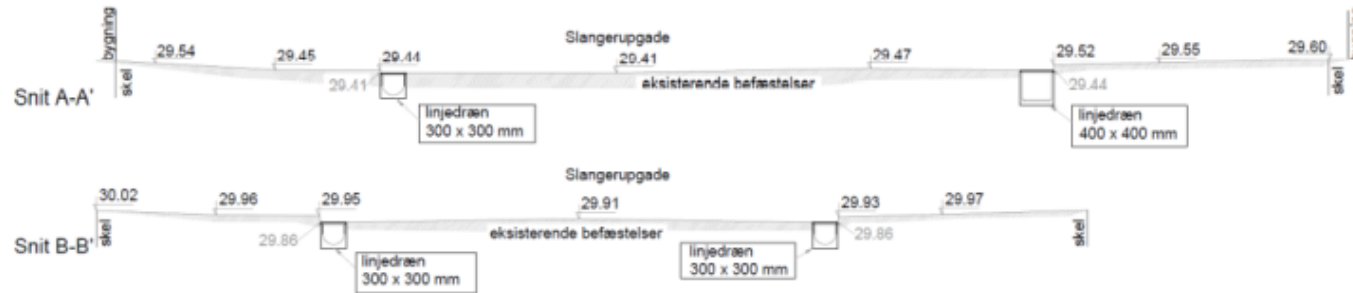 Slangerupgade
bygning
29.54
29.45
29.44
29.41
29.47
29.52
29.55
29.60
29.41
eksisterende befæstelser
29.44
Snit A-A'
skel
skel
linjedræn
300 x 300 mm
linjedræn
400 x 400 mm
Slangerupgade
30.02
29.96
29.95
29.91
29.93
29.97
29.86
eksisterende befæstelser
29.86
Snit B-B'
skel
skel
linjedræn
300 x 300 mm
linjedræn
300 x 300 mm